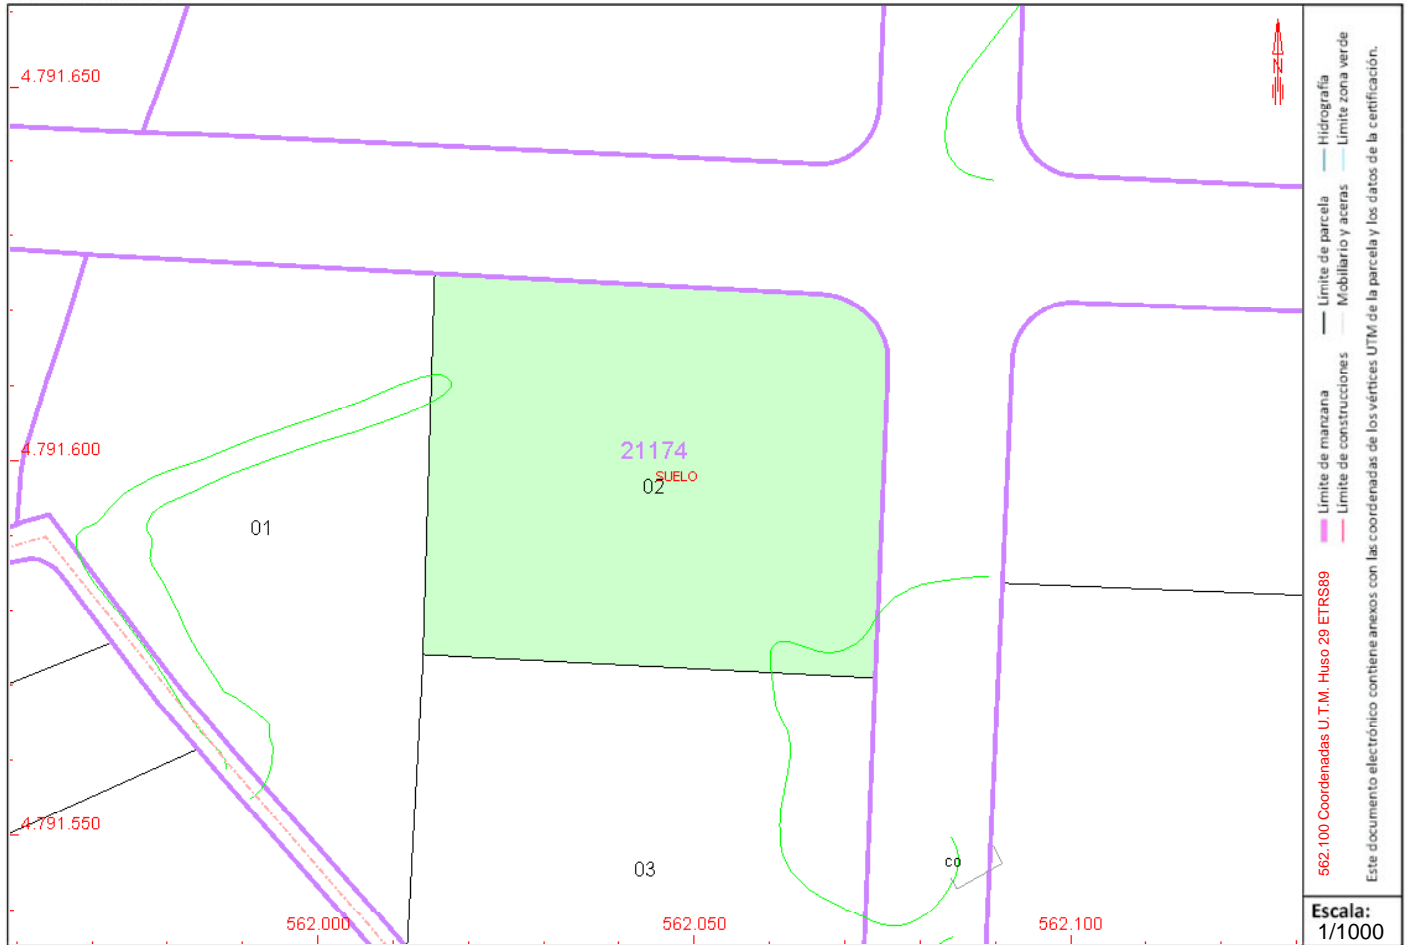 4.791.650
N
4.791.600
21174
SUELO
02
01
4.791.550
03
co
562.000
562.050
562.100
562.100 Coordenadas U.T.M. Huso 29 ETRS89
Límite de manzana
Límite de parcela
Hidrografía
Límite de construcciones
Mobiliario y aceras
Límite zona verde
Este documento electrónico contiene anexos con las coordenadas de los vértices UTM de la parcela y los datos de la certificación.
Escala:
1/1000